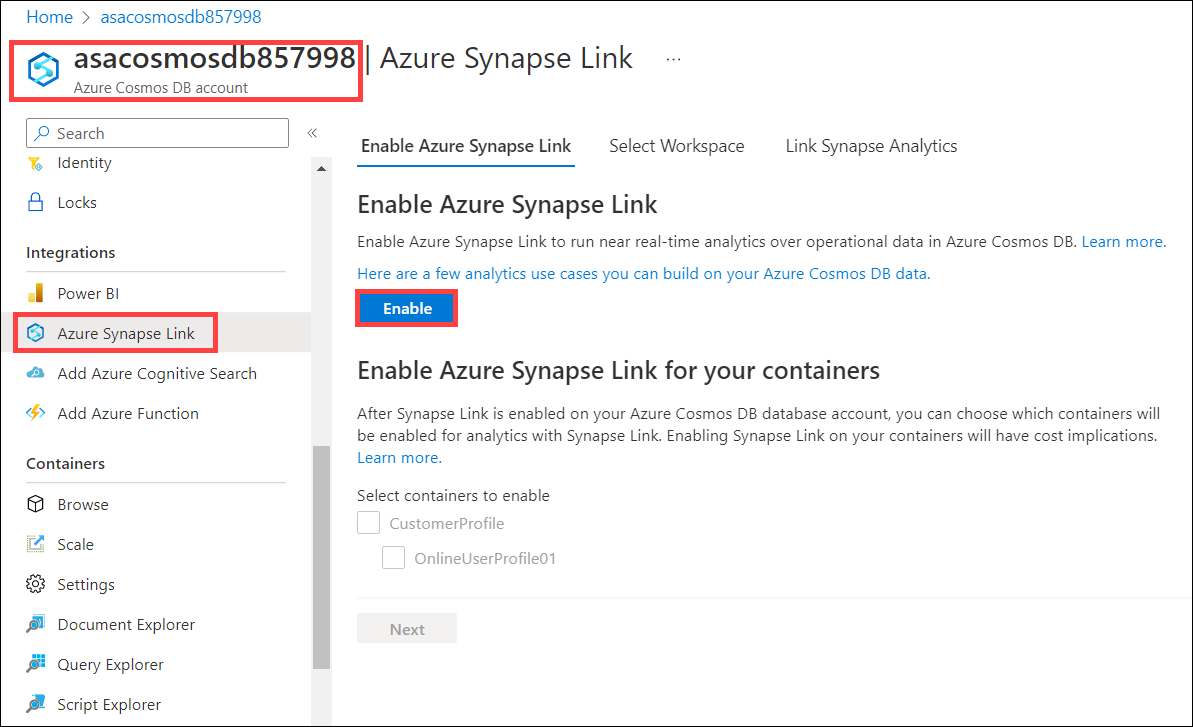 Home > asacosmosdb857998
asacosmosdb857998 | Azure Synapse Link ...
Azure Cosmos DB account
Search «
Identity
Locks
Integrations
Power BI
Azure Synapse Link
Add Azure Cognitive Search
Add Azure Function
Containers
Browse
Scale
Settings
Document Explorer
Query Explorer
Script Explorer
Enable Azure Synapse Link Select Workspace Link Synapse Analytics
Enable Azure Synapse Link
Enable Azure Synapse Link to run near real-time analytics over operational data in Azure Cosmos DB. Learn more.
Here are a few analytics use cases you can build on your Azure Cosmos DB data.
Enable
Enable Azure Synapse Link for your containers
After Synapse Link is enabled on your Azure Cosmos DB database account, you can choose which containers will
be enabled for analytics with Synapse Link. Enabling Synapse Link on your containers will have cost implications.
Learn more.
Select containers to enable
CustomerProfile
OnlineUserProfile01
Next